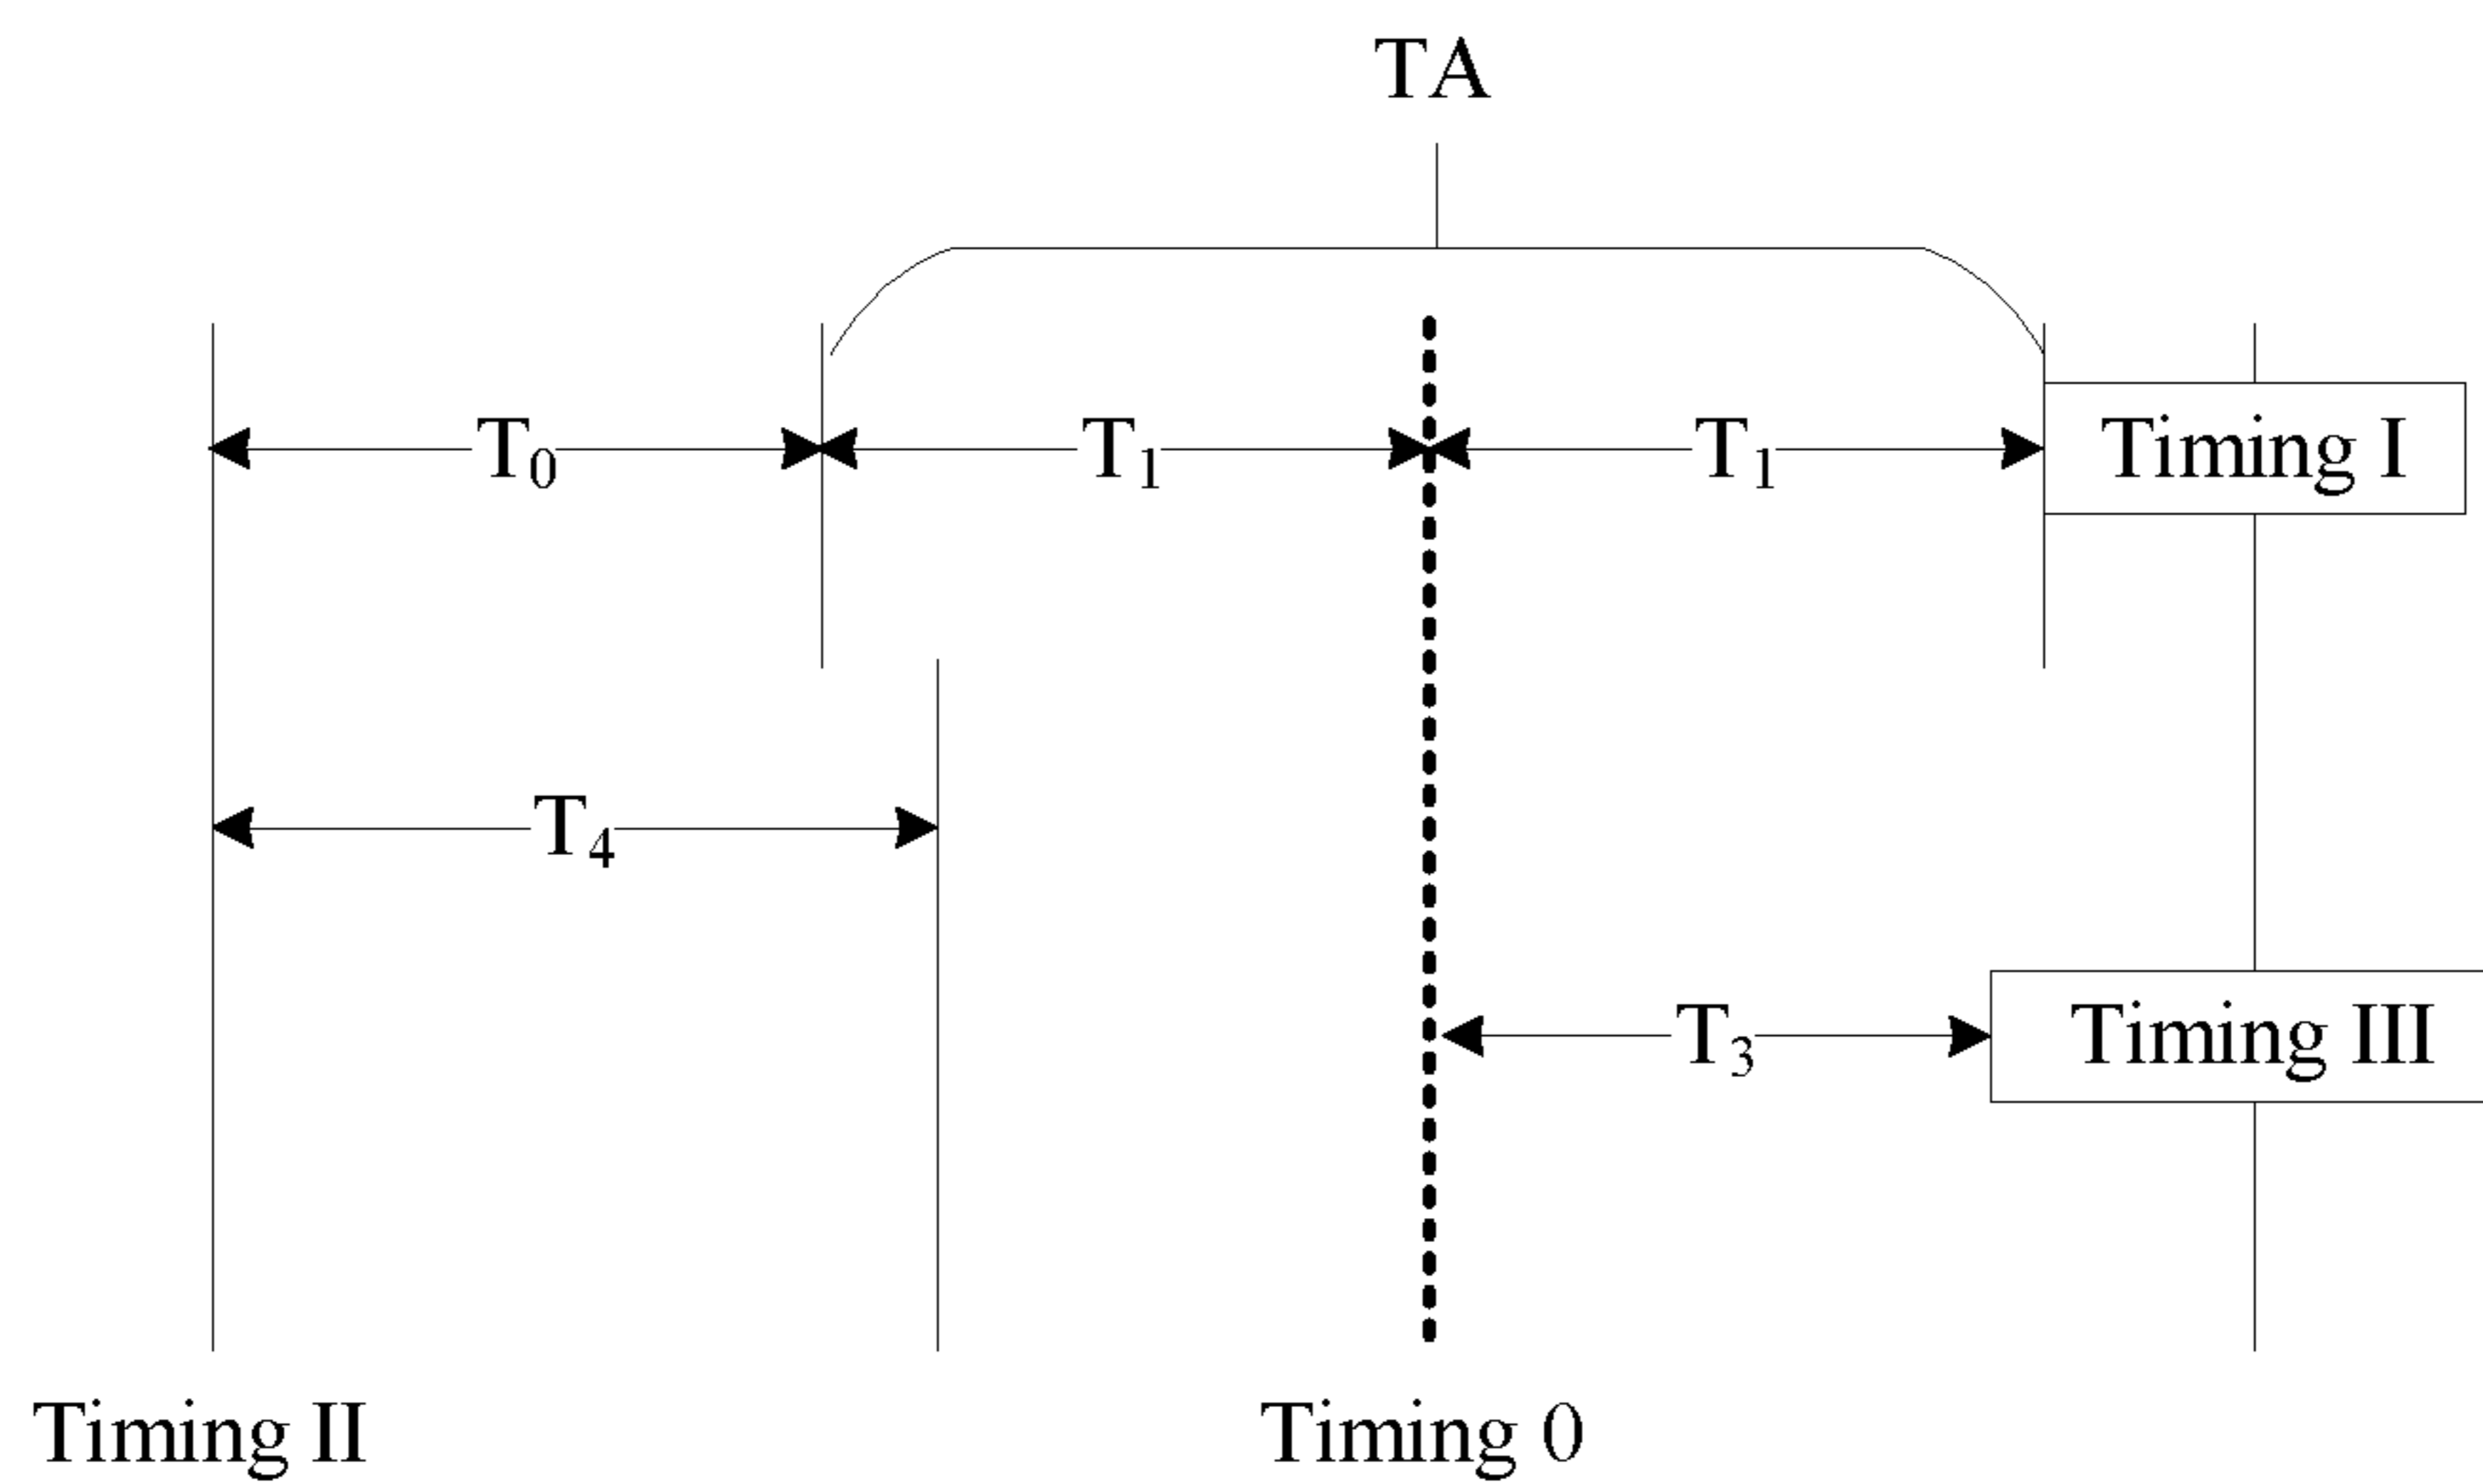 TA
T₀ T₁ T₁ Timing I
T₄
T₃ Timing III
Timing II Timing 0